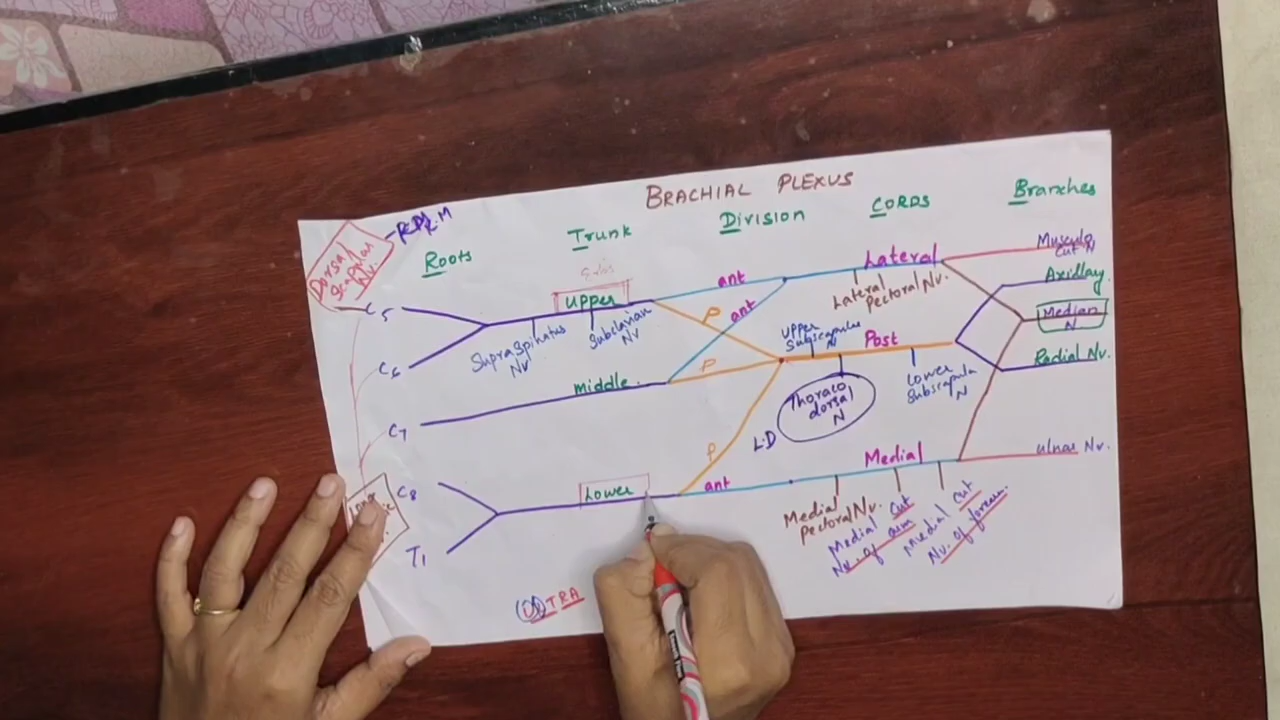 BRACHIAL PLEXUS
Roots
Trunk
Division
CORDS
Branches
Dorsal
Scapular
Nv.
C5
C6
C7
C8
T1
Upper
SupraSpinatus
Nv
Subclavian
Nv
Middle
Lower
ant
ant
P
P
P
ant
Lateral
Lateral
Pectoral Nv.
Upper
Subscapular
N
Post
Thoraco
dorsal
N
L.D
Lower
Subscapula
N
Medial
Medial
Pectoral Nv.
Medial Cut
Nv. of arm
Medial Cut
Nv. of forearm
Musculo
Cut N
Axillary
Median
N
Radial Nv.
ulnar Nv.
TRA